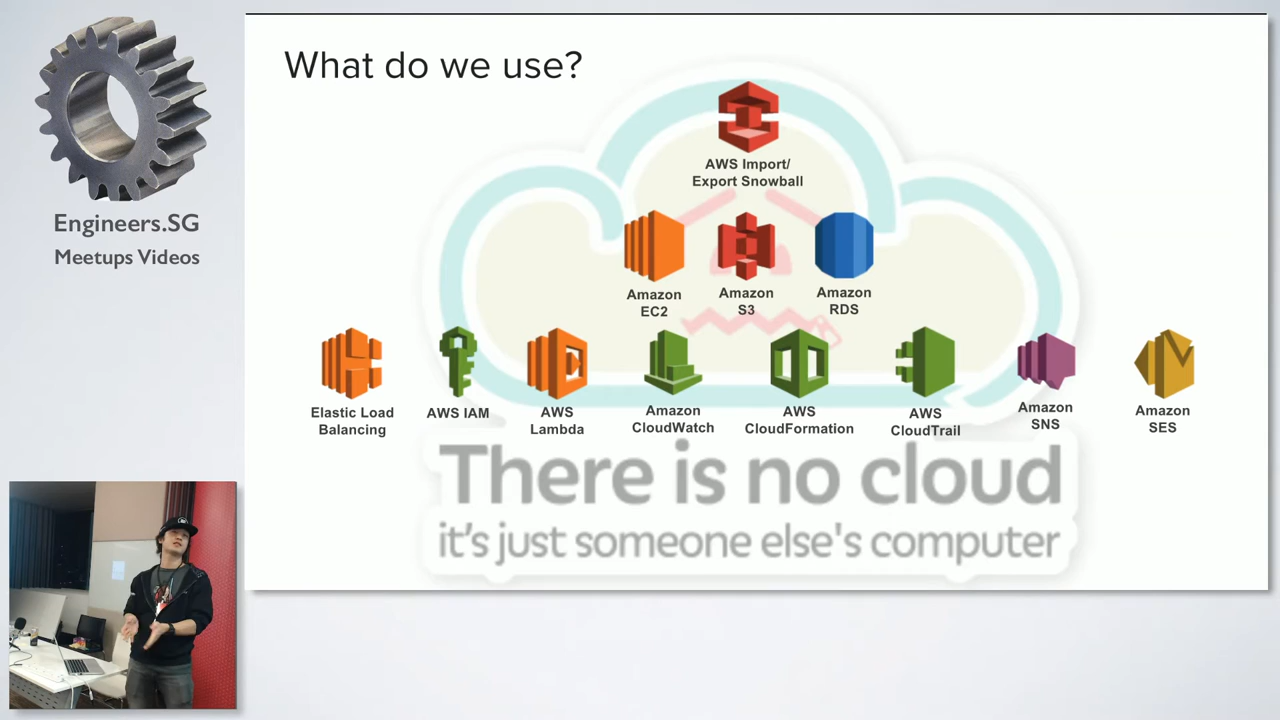 Engineers.SG
Meetups Videos
What do we use?
AWS Import/
Export Snowball
Amazon
EC2
Amazon
S3
Amazon
RDS
Elastic Load
Balancing
AWS IAM
AWS
Lambda
Amazon
CloudWatch
AWS
CloudFormation
AWS
CloudTrail
Amazon
SNS
Amazon
SES
There is no cloud
it's just someone else's computer